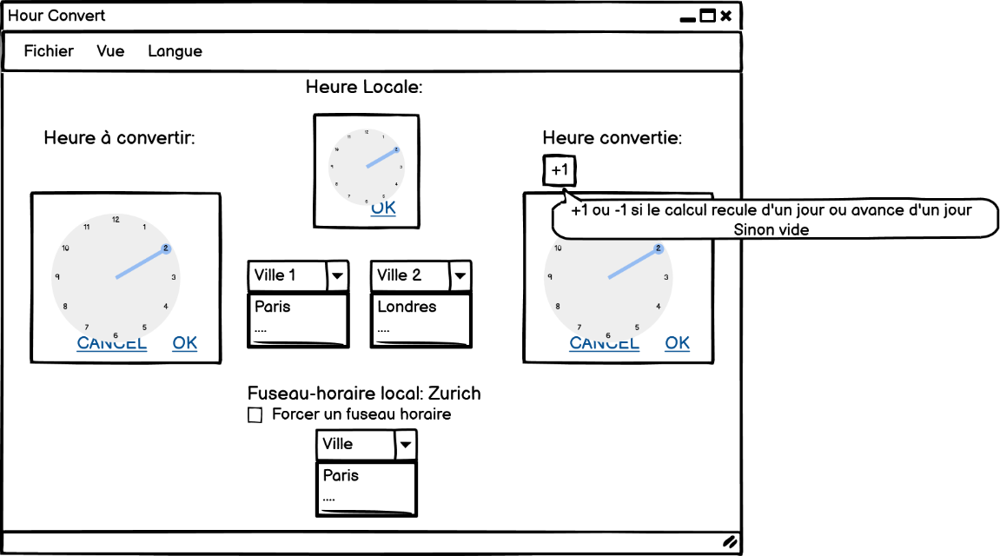 Hour Convert
Fichier Vue Langue
Heure Locale:
Heure à convertir:
Heure convertie:
+1
+1 ou -1 si le calcul recule d'un jour ou avance d'un jour
Sinon vide
12
11 1
10 2
9 3
8 4
7 5
6
OK
12
11 1
10 2
9 3
8 4
7 5
6
CANCEL OK
Ville 1
Paris
....
Ville 2
Londres
....
10 2
9 3
8 4
7 5
6
CANCEL OK
Fuseau-horaire local: Zurich
Forcer un fuseau horaire
Ville
Paris
....